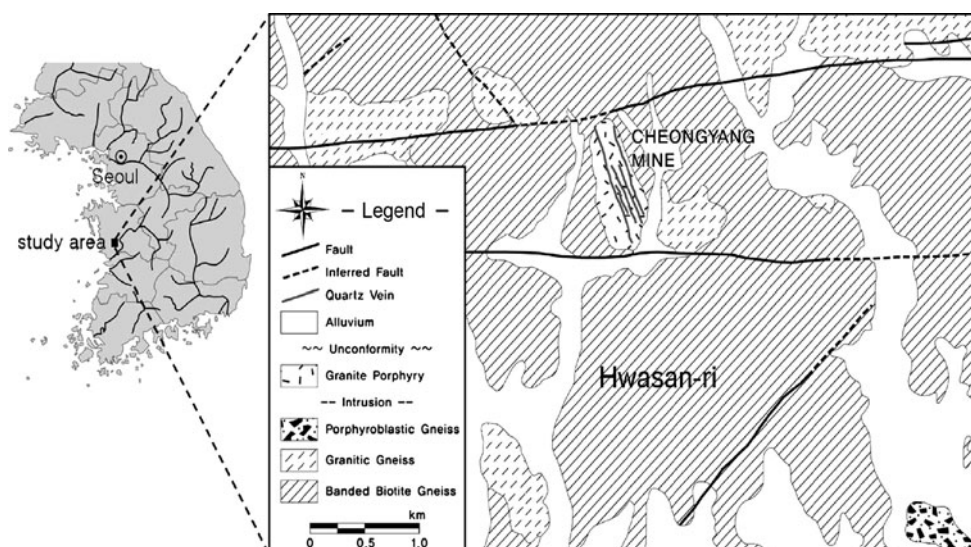 Seoul
study area
CHEONGYANG
MINE
Hwasan-ri
N
— Legend —
Fault
Inferred Fault
Quartz Vein
Alluvium
~~ Unconformity ~~
Granite Porphyry
-- Intrusion --
Porphyroblastic Gneiss
Granitic Gneiss
Banded Biotite Gneiss
km
0 0.5 1.0